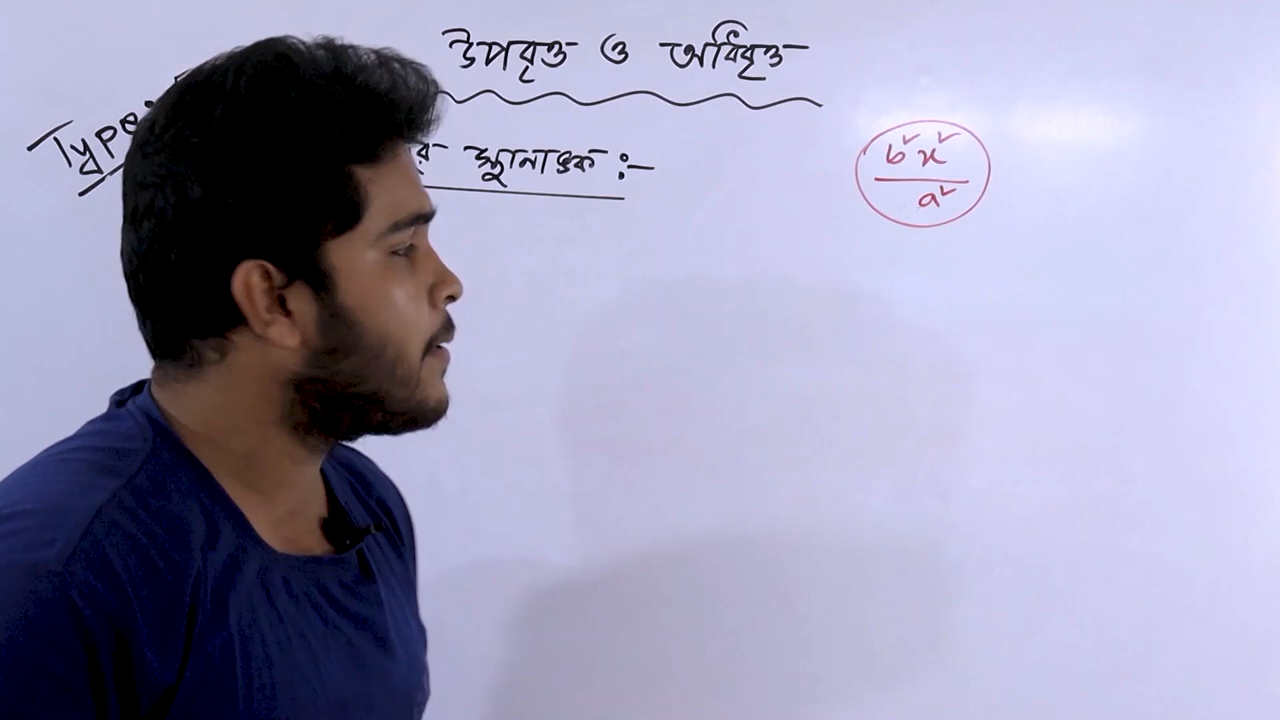 উপবৃত্ত ও অধিবৃত্ত
Type:
র স্থানাঙ্ক :-
b²x²
a²